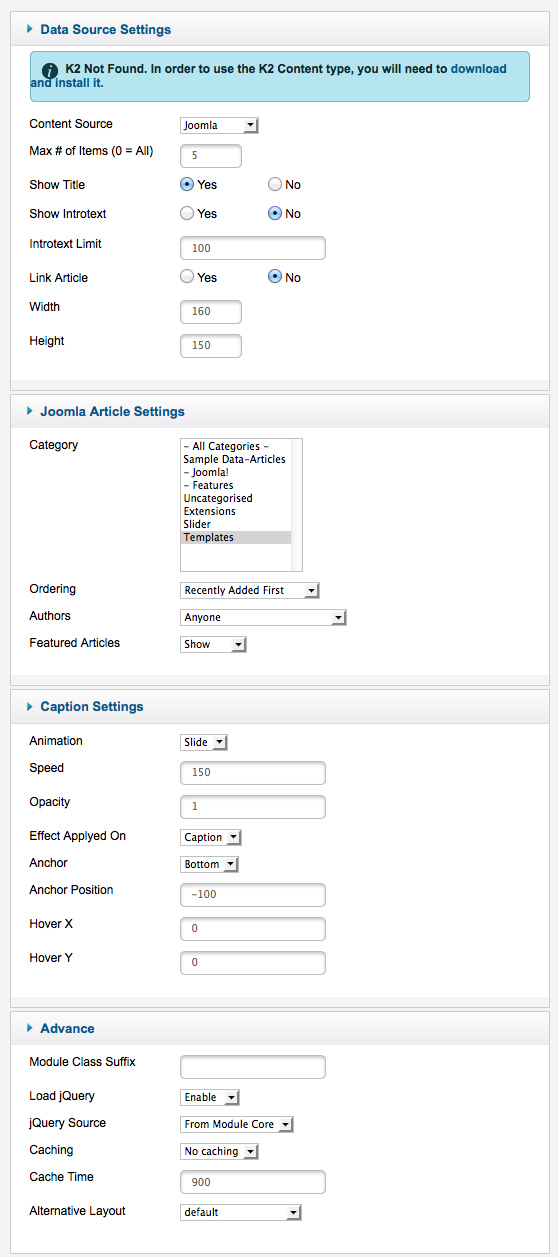 Data Source Settings
K2 Not Found. In order to use the K2 Content type, you will need to download
and install it.
Content Source Joomla
Max # of Items (0 = All) 5
Show Title Yes No
Show Introtext Yes No
Introtext Limit 100
Link Article Yes No
Width 160
Height 150
Joomla Article Settings
Category - All Categories -
Sample Data-Articles
- Joomla!
- Features
Uncategorised
Extensions
Slider
Templates
Ordering Recently Added First
Authors Anyone
Featured Articles Show
Caption Settings
Animation Slide
Speed 150
Opacity 1
Effect Applyed On Caption
Anchor Bottom
Anchor Position -100
Hover X 0
Hover Y 0
Advance
Module Class Suffix
Load jQuery Enable
jQuery Source From Module Core
Caching No caching
Cache Time 900
Alternative Layout default